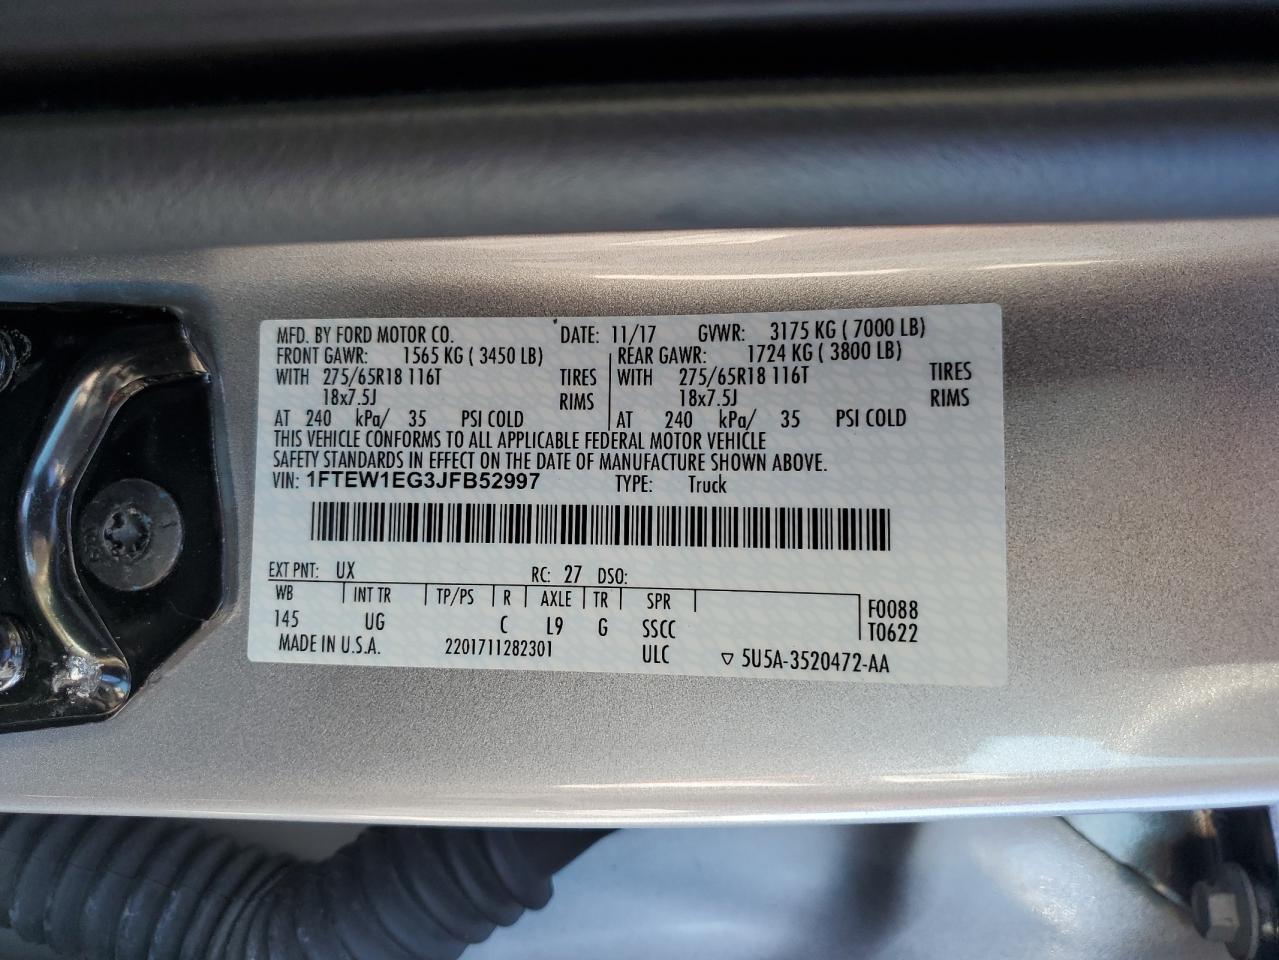 MFD. BY FORD MOTOR CO. DATE: 11/17 GVWR: 3175 KG ( 7000 LB)
FRONT GAWR: 1565 KG ( 3450 LB) REAR GAWR: 1724 KG ( 3800 LB)
WITH 275/65R18 116T TIRES WITH 275/65R18 116T TIRES
18x7.5J RIMS 18x7.5J RIMS
AT 240 kPa/ 35 PSI COLD AT 240 kPa/ 35 PSI COLD
THIS VEHICLE CONFORMS TO ALL APPLICABLE FEDERAL MOTOR VEHICLE
SAFETY STANDARDS IN EFFECT ON THE DATE OF MANUFACTURE SHOWN ABOVE.
VIN: 1FTEW1EG3JFB52997 TYPE: Truck
EXT PNT: UX RC: 27 DSO:
WB INT TR TP/PS R AXLE TR SPR F0088
145 UG C L9 G SSCC T0622
MADE IN U.S.A. 2201711282301 ULC ▽ 5U5A-3520472-AA